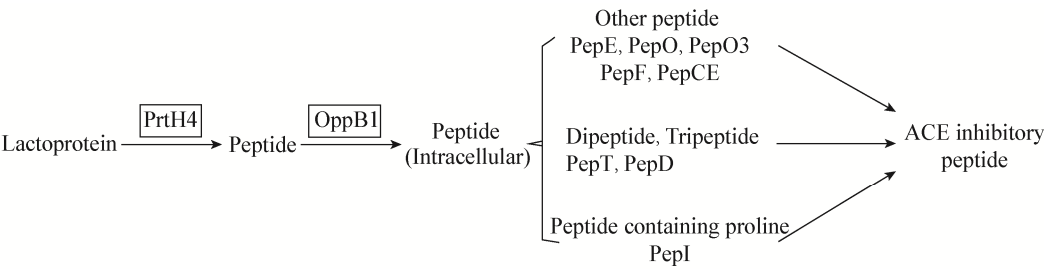 Other peptide
PepE, PepO, PepO3
PepF, PepCE
PrtH4
OppB1
Lactoprotein
Peptide
Peptide
(Intracellular)
Dipeptide, Tripeptide
PepT, PepD
ACE inhibitory
peptide
Peptide containing proline
PepI